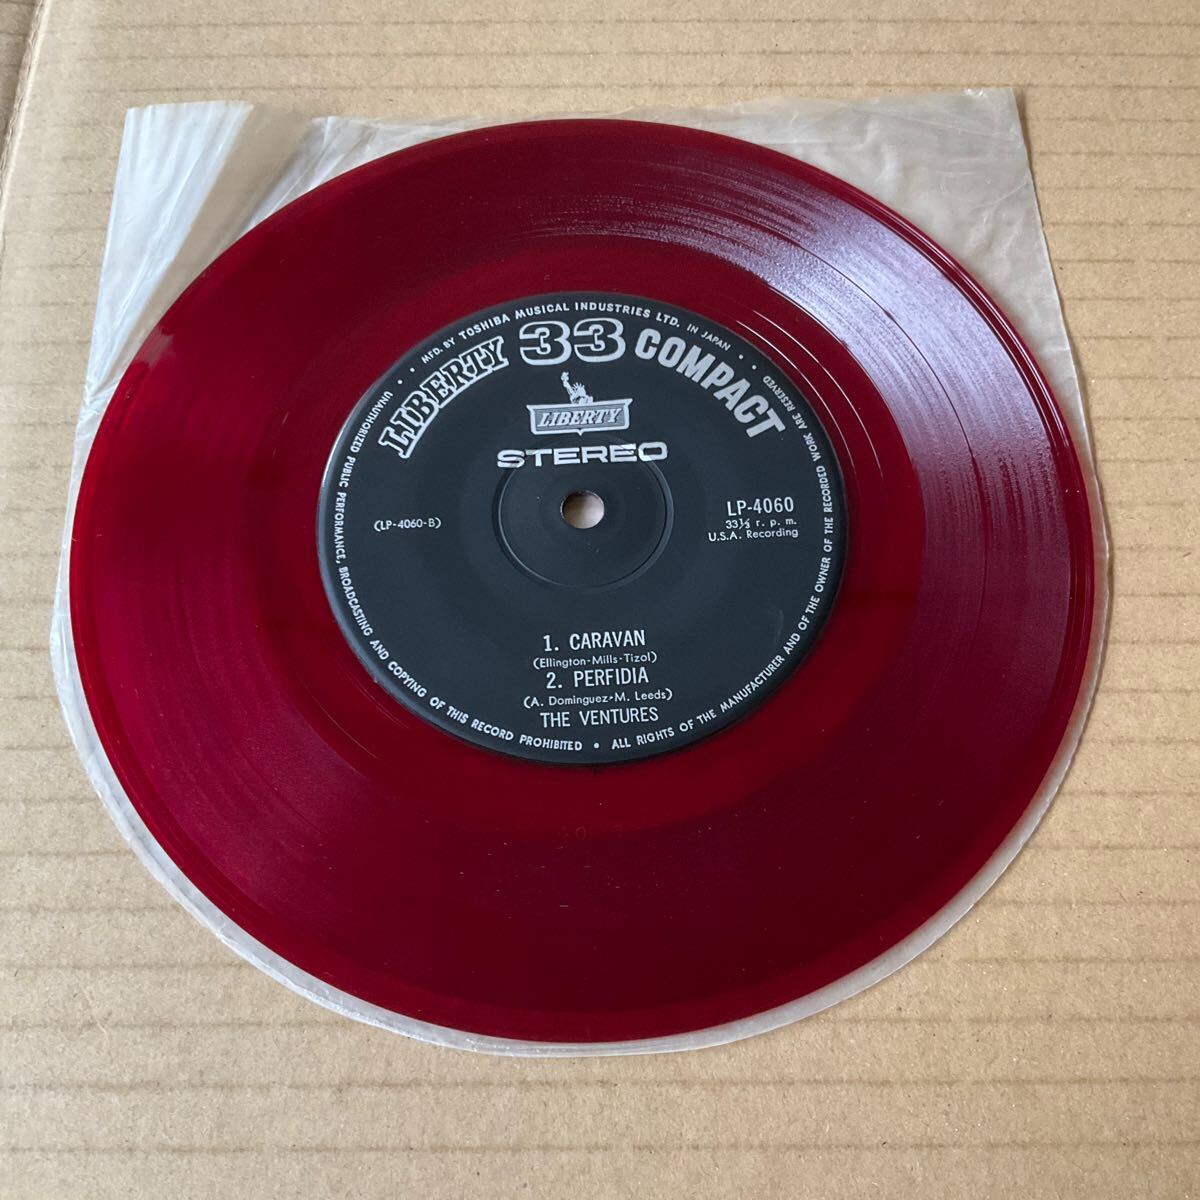 MFD. BY TOSHIBA MUSICAL INDUSTRIES LTD. IN JAPAN • ALL RIGHTS OF THE MANUFACTURER AND OF THE OWNER OF THE RECORDED WORK ARE RESERVED
UNAUTHORIZED PUBLIC PERFORMANCE, BROADCASTING AND COPYING OF THIS RECORD PROHIBITED •
LIBERTY 33 COMPACT
LIBERTY
STEREO
(LP-4060-B)
LP-4060
33⅓ r. p. m.
U.S.A. Recording
1. CARAVAN
(Ellington-Mills-Tizol)
2. PERFIDIA
(A. Dominguez-M. Leeds)
THE VENTURES